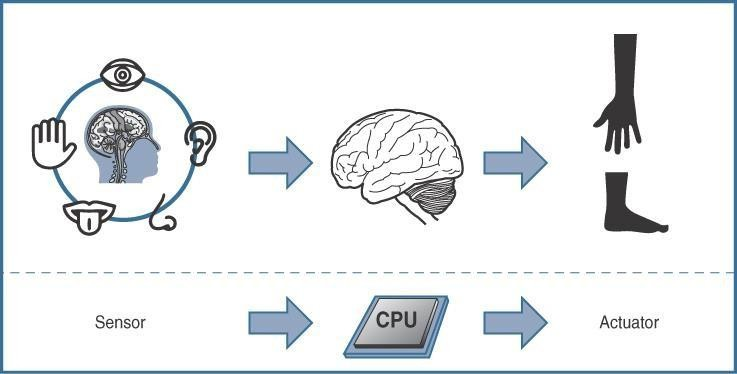 Sensor
CPU
Actuator